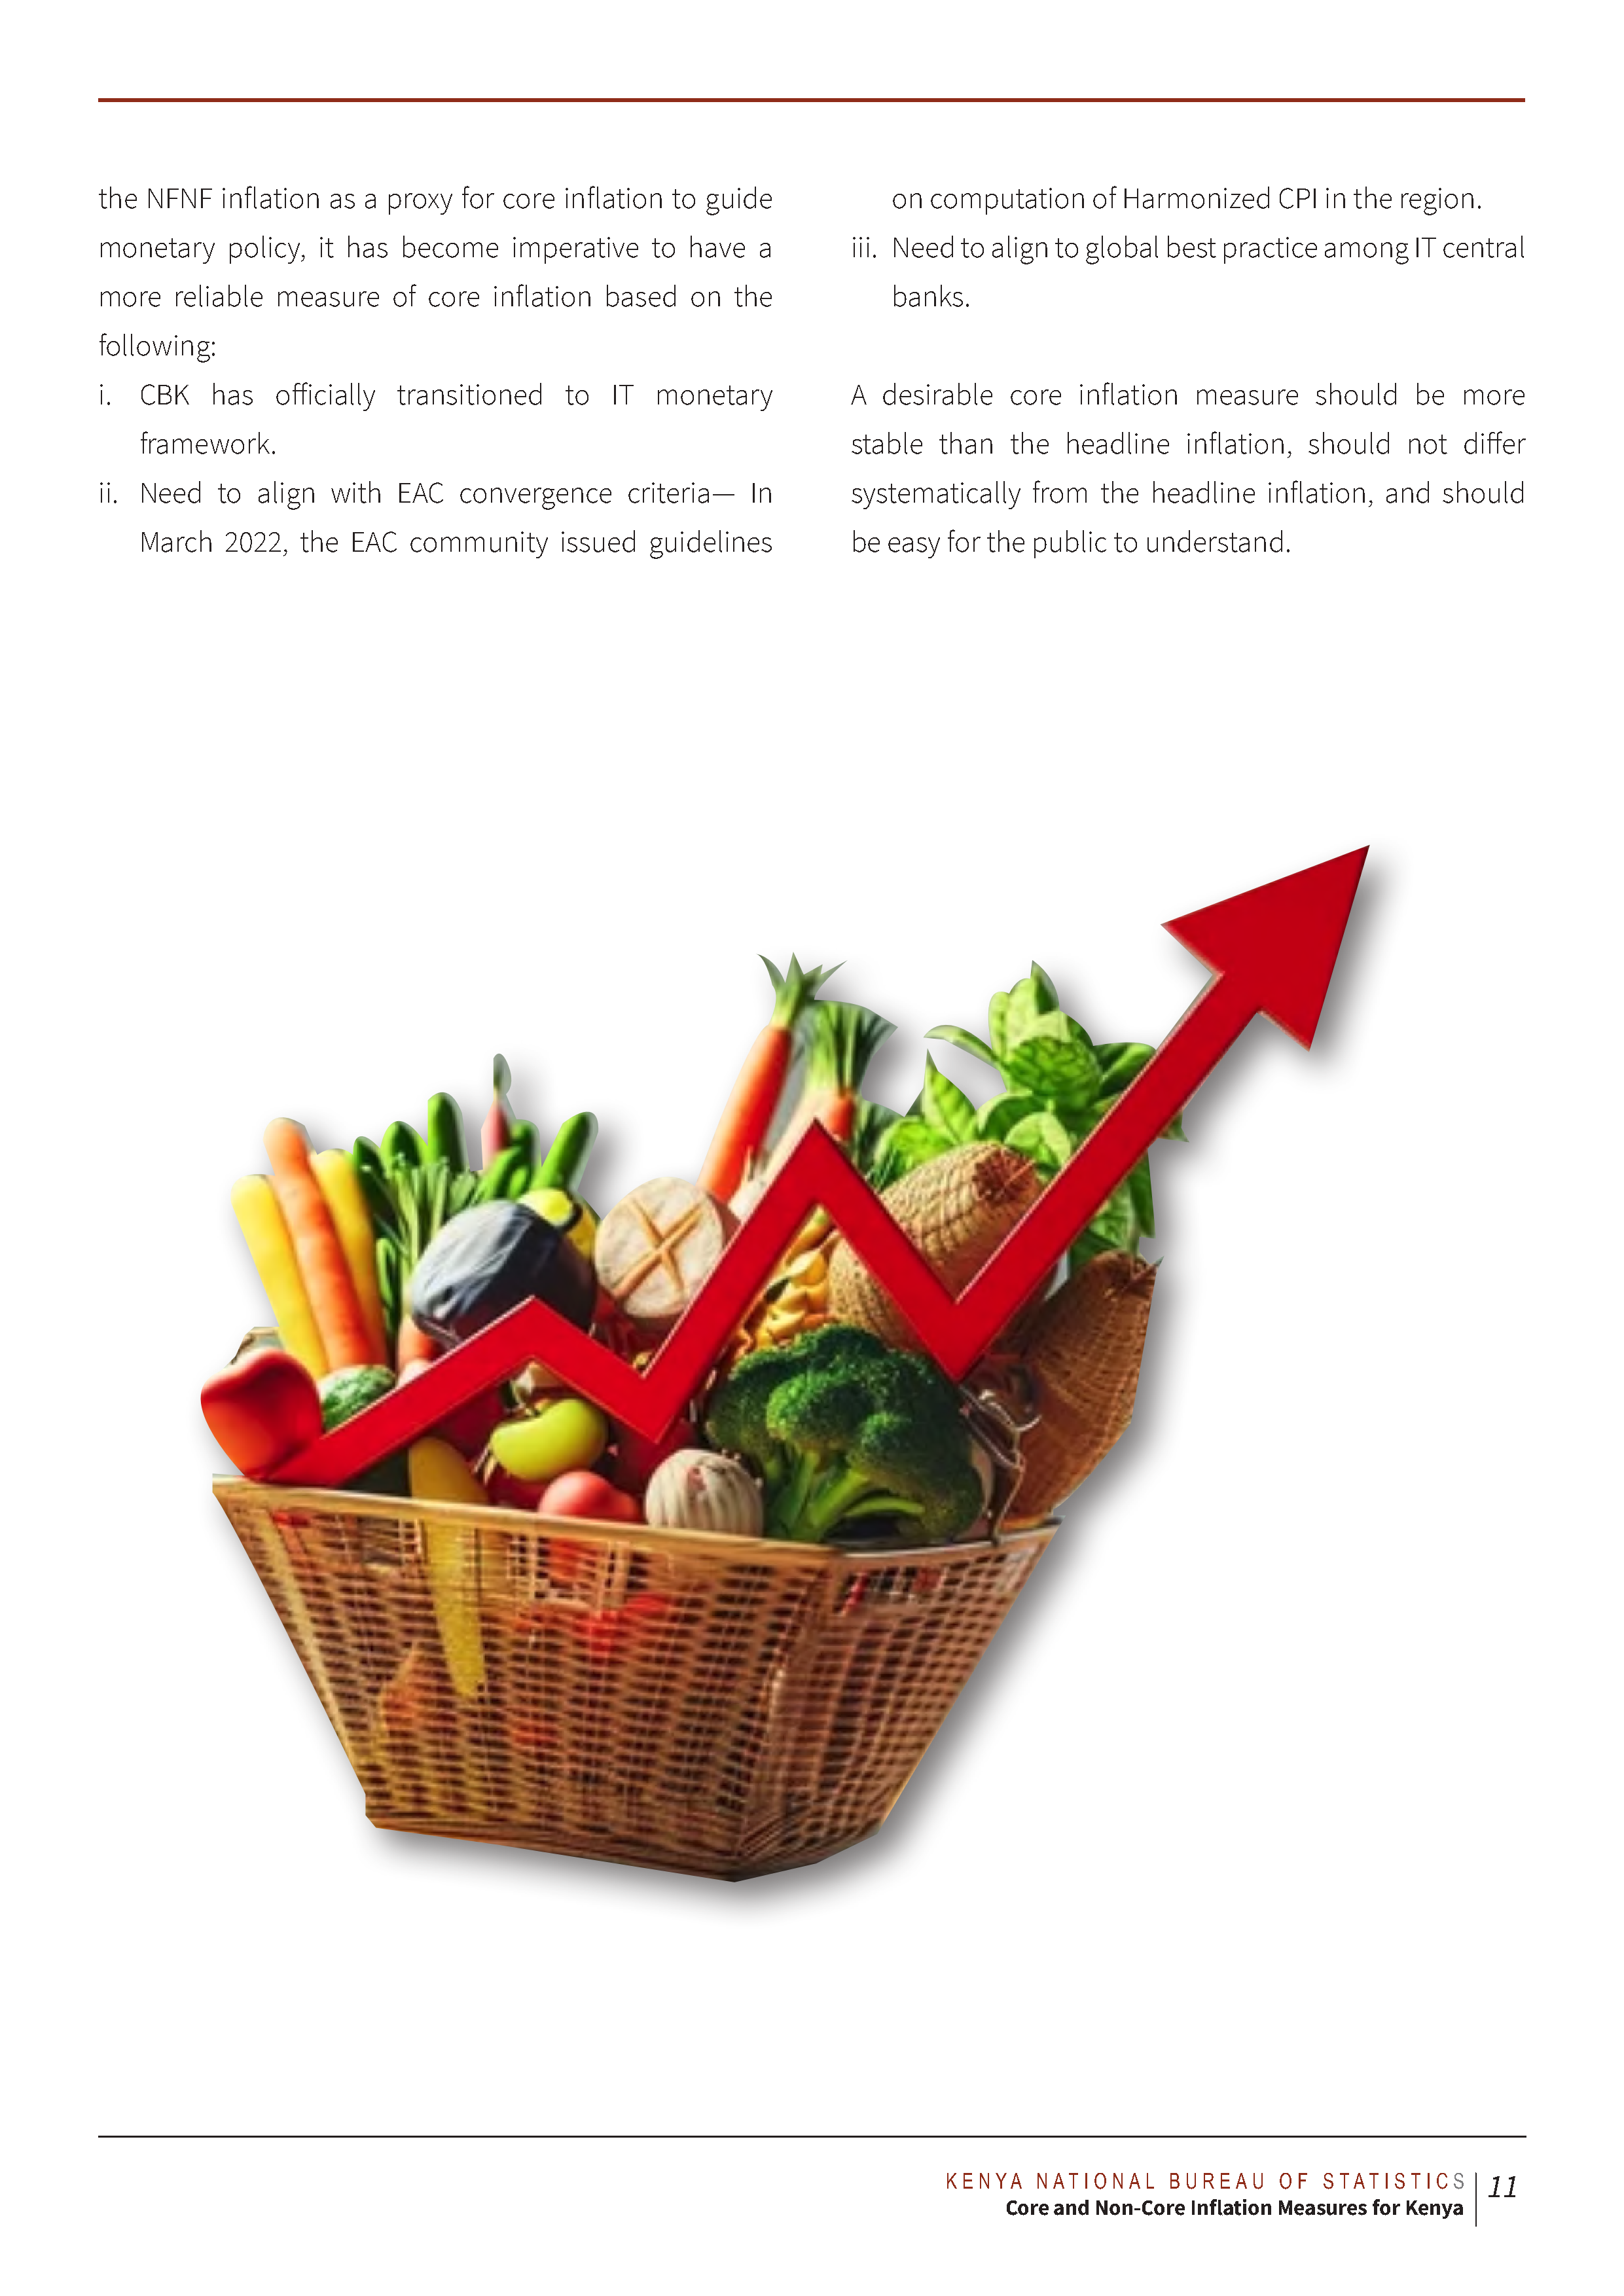 the NFNF inflation as a proxy for core inflation to guide
monetary policy, it has become imperative to have a
more reliable measure of core inflation based on the
following:
i. CBK has officially transitioned to IT monetary
framework.
ii. Need to align with EAC convergence criteria— In
March 2022, the EAC community issued guidelines
on computation of Harmonized CPI in the region.
iii. Need to align to global best practice among IT central
banks.
A desirable core inflation measure should be more
stable than the headline inflation, should not differ
systematically from the headline inflation, and should
be easy for the public to understand.
KENYA NATIONAL BUREAU OF STATISTICS
Core and Non-Core Inflation Measures for Kenya
11